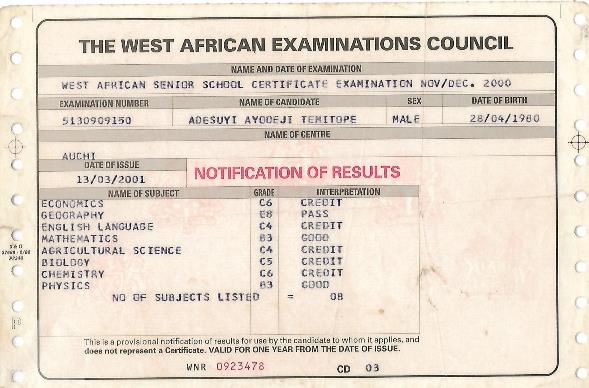 THE WEST AFRICAN EXAMINATIONS COUNCIL
NAME AND DATE OF EXAMINATION
WEST AFRICAN SENIOR SCHOOL CERTIFICATE EXAMINATION NOV/DEC. 2000
EXAMINATION NUMBER NAME OF CANDIDATE SEX DATE OF BIRTH
5130909150 ADESUYI AYODEJI TEMITOPE MALE 28/04/1980
NAME OF CENTRE
AUCHI
DATE OF ISSUE
13/03/2001 NOTIFICATION OF RESULTS
NAME OF SUBJECT GRADE INTERPRETATION
ECONOMICS C6 CREDIT
GEOGRAPHY E8 PASS
ENGLISH LANGUAGE C4 CREDIT
MATHEMATICS B3 GOOD
AGRICULTURAL SCIENCE C4 CREDIT
BIOLOGY C5 CREDIT
CHEMISTRY C6 CREDIT
PHYSICS B3 GOOD
NO OF SUBJECTS LISTED = 08
This is a provisional notification of results for use by the candidate to whom it applies, and
does not represent a Certificate. VALID FOR ONE YEAR FROM THE DATE OF ISSUE.
WNR 0923478 CD 03